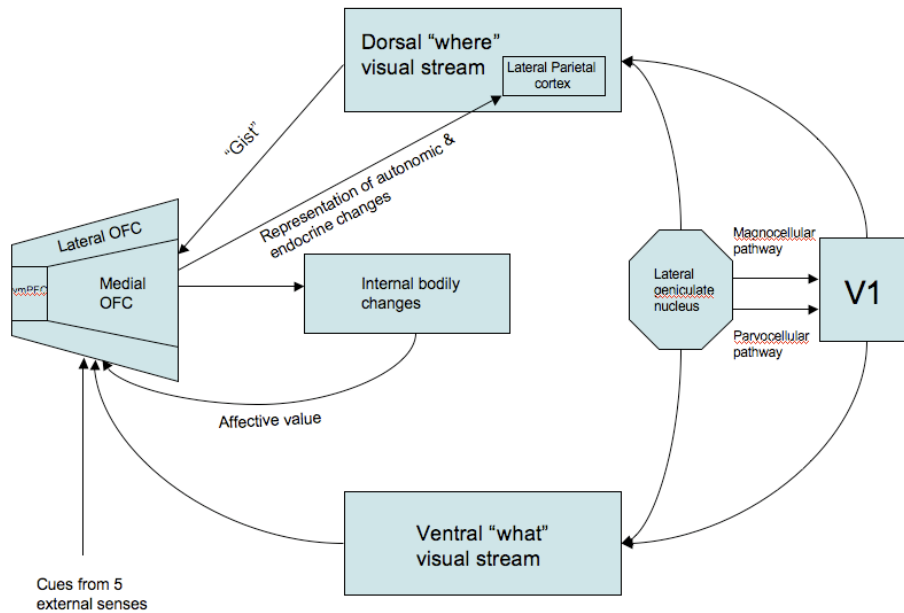 Dorsal “where”
visual stream
Lateral Parietal
cortex
“Gist”
Representation of autonomic &
endocrine changes
Lateral OFC
vmPFC
Medial
OFC
Internal bodily
changes
Affective value
Lateral
geniculate
nucleus
Magnocellular
pathway
Parvocellular
pathway
V1
Ventral “what”
visual stream
Cues from 5
external senses